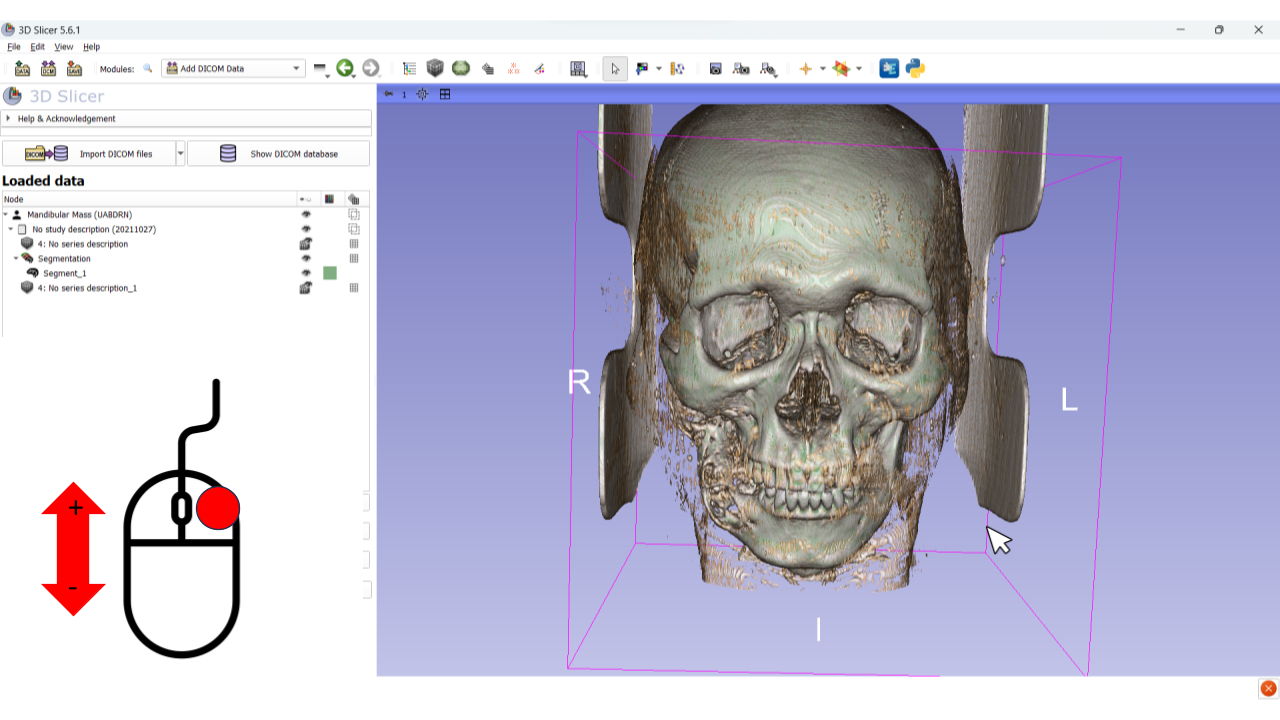 3D Slicer 5.6.1
File Edit View Help
DATA DCM SAVE Modules: Add DICOM Data
3D Slicer
1
Help & Acknowledgement
DICOM Import DICOM files Show DICOM database
Loaded data
Node
Mandibular Mass (UABDRN)
No study description (20211027)
4: No series description
Segmentation
Segment_1
4: No series description_1
R
L
I
+
-